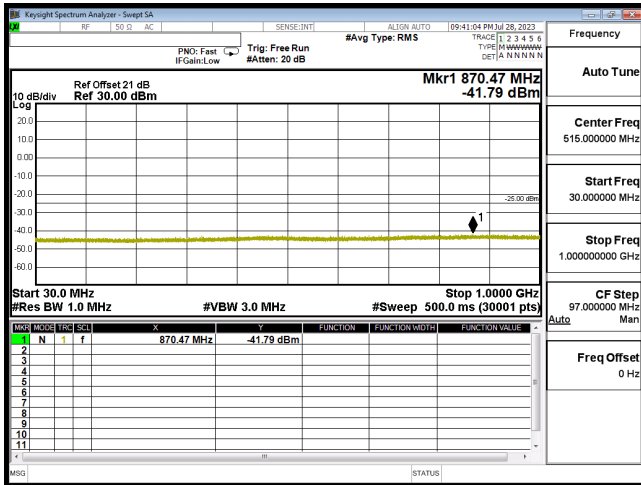 Keysight Spectrum Analyzer - Swept SA
LXI RF 50 Ω AC SENSE:INT ALIGN AUTO 09:41:04 PM Jul 28, 2023
#Avg Type: RMS TRACE 1 2 3 4 5 6
PNO: Fast Trig: Free Run TYPE M WWWWW
IFGain:Low #Atten: 20 dB DET A N N N N N
Ref Offset 21 dB Mkr1 870.47 MHz
10 dB/div Ref 30.00 dBm -41.79 dBm
Log
20.0
10.0
0.00
-10.0
-20.0
-25.00 dBm
-30.0
1
-40.0
-50.0
-60.0
Start 30.0 MHz Stop 1.0000 GHz
#Res BW 1.0 MHz #VBW 3.0 MHz #Sweep 500.0 ms (30001 pts)
MKR MODE TRC SCL X Y FUNCTION FUNCTION WIDTH FUNCTION VALUE
1 N 1 f 870.47 MHz -41.79 dBm
2
3
4
5
6
7
8
9
10
11
MSG STATUS
Frequency
Auto Tune
Center Freq
515.000000 MHz
Start Freq
30.000000 MHz
Stop Freq
1.000000000 GHz
CF Step
97.000000 MHz
Auto Man
Freq Offset
0 Hz